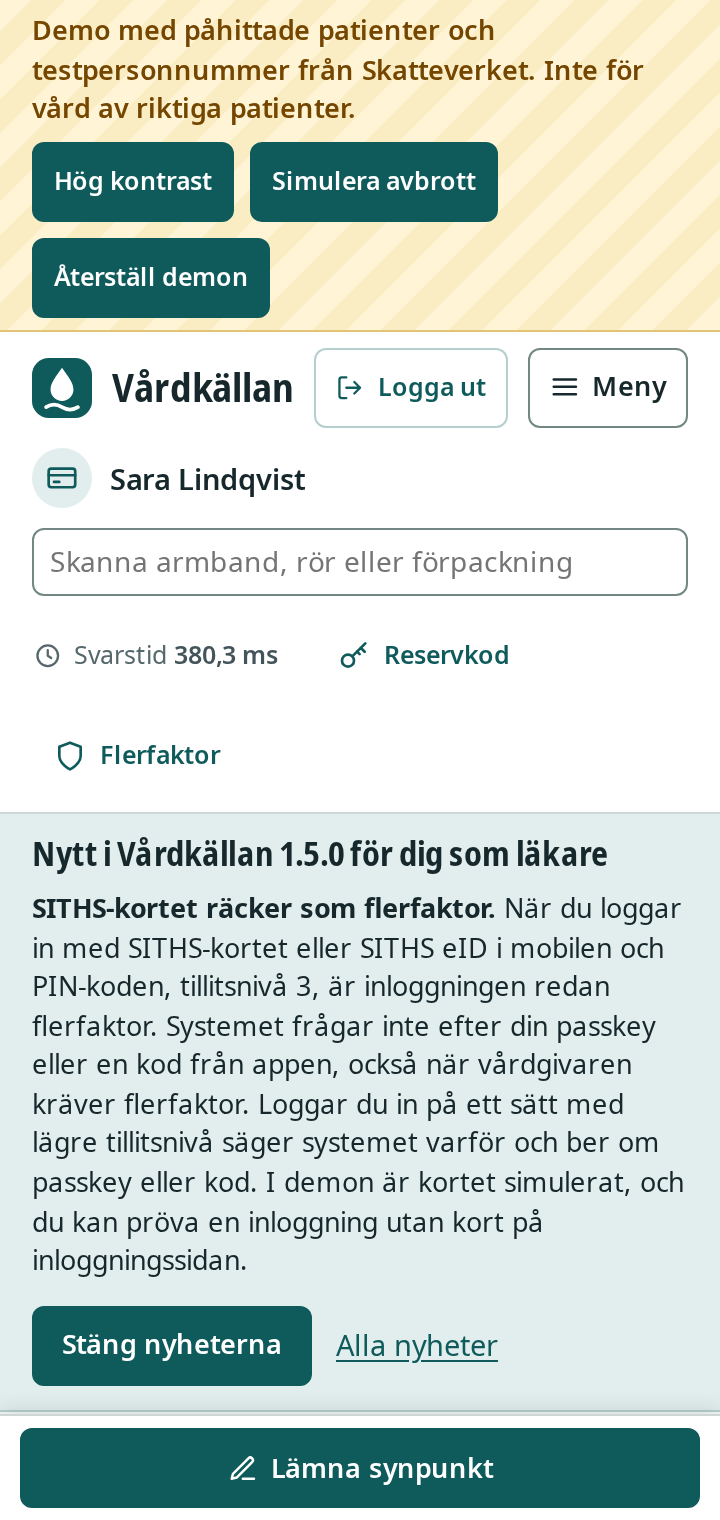 Demo med påhittade patienter och
testpersonnummer från Skatteverket. Inte för
vård av riktiga patienter.
Hög kontrast
Simulera avbrott
Återställ demon
Vårdkällan
Logga ut
Meny
Sara Lindqvist
Skanna armband, rör eller förpackning
Svarstid 380,3 ms
Reservkod
Flerfaktor
Nytt i Vårdkällan 1.5.0 för dig som läkare
SITHS-kortet räcker som flerfaktor. När du loggar
in med SITHS-kortet eller SITHS eID i mobilen och
PIN-koden, tillitsnivå 3, är inloggningen redan
flerfaktor. Systemet frågar inte efter din passkey
eller en kod från appen, också när vårdgivaren
kräver flerfaktor. Loggar du in på ett sätt med
lägre tillitsnivå säger systemet varför och ber om
passkey eller kod. I demon är kortet simulerat, och
du kan pröva en inloggning utan kort på
inloggningssidan.
Stäng nyheterna
Alla nyheter
Lämna synpunkt